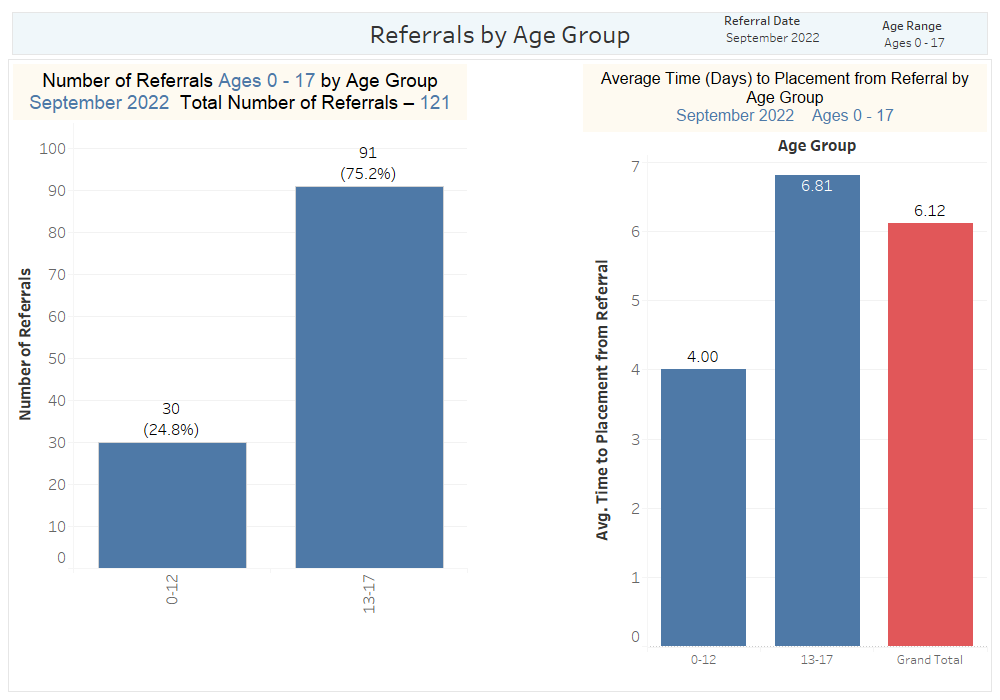 Referrals by Age Group
Referral Date
September 2022
Age Range
Ages 0 - 17
Number of Referrals Ages 0 - 17 by Age Group
September 2022 Total Number of Referrals – 121
Number of Referrals
100
90
80
70
60
50
40
30
20
10
0
30
(24.8%)
91
(75.2%)
0-12
13-17
Average Time (Days) to Placement from Referral by
Age Group
September 2022 Ages 0 - 17
Age Group
Avg. Time to Placement from Referral
7
6
5
4
3
2
1
0
4.00
6.81
6.12
0-12
13-17
Grand Total